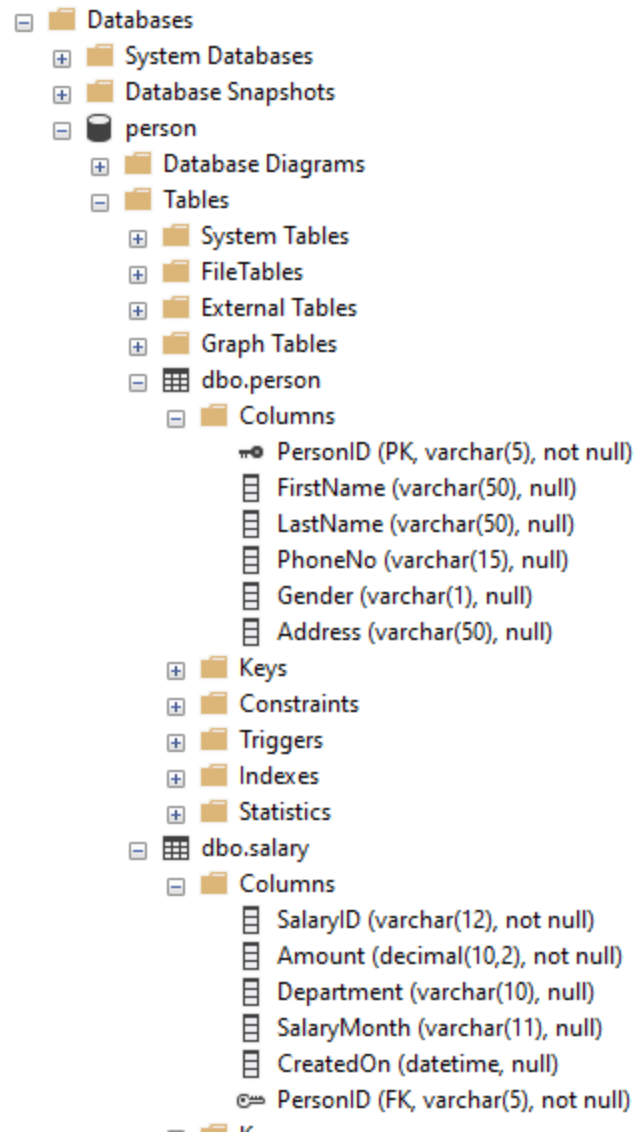 Databases
System Databases
Database Snapshots
person
Database Diagrams
Tables
System Tables
FileTables
External Tables
Graph Tables
dbo.person
Columns
PersonID (PK, varchar(5), not null)
FirstName (varchar(50), null)
LastName (varchar(50), null)
PhoneNo (varchar(15), null)
Gender (varchar(1), null)
Address (varchar(50), null)
Keys
Constraints
Triggers
Indexes
Statistics
dbo.salary
Columns
SalaryID (varchar(12), not null)
Amount (decimal(10,2), not null)
Department (varchar(10), null)
SalaryMonth (varchar(11), null)
CreatedOn (datetime, null)
PersonID (FK, varchar(5), not null)